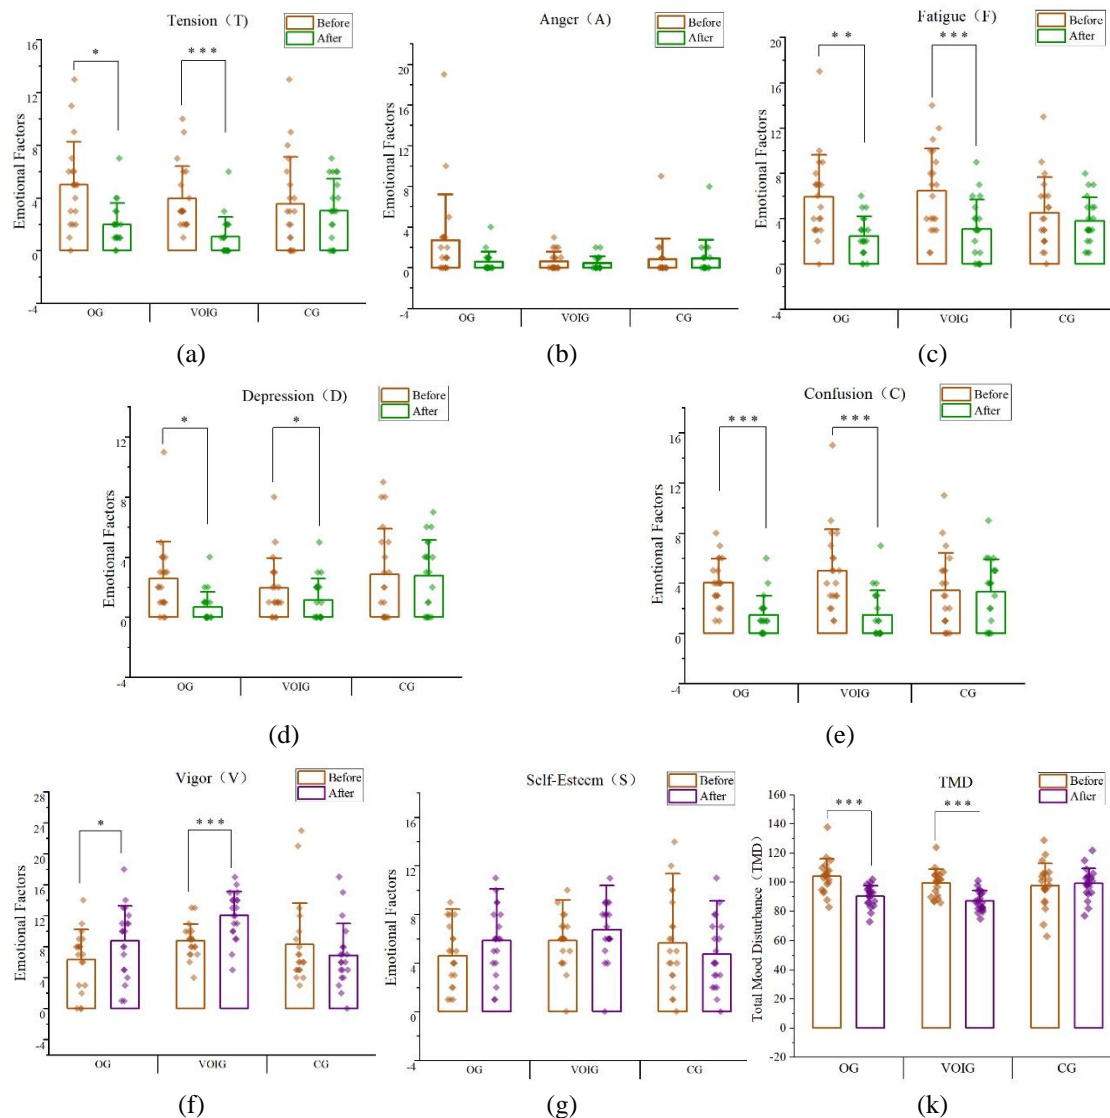 Tension（T）
Before
After
Emotional Factors
16
12
8
4
0
-4
*
***
OG
VOIG
CG
(a)
Anger（A）
Before
After
Emotional Factors
20
16
12
8
4
0
-4
OG
VOIG
CG
(b)
Fatigue（F）
Before
After
Emotional Factors
20
16
12
8
4
0
-4
**
***
OG
VOIG
CG
(c)
Depression（D）
Before
After
Emotional Factors
12
8
4
0
-4
*
*
OG
VOIG
CG
(d)
Confusion（C）
Before
After
Emotional Factors
16
12
8
4
0
-4
***
***
OG
VOIG
CG
(e)
Vigor（V）
Before
After
Emotional Factors
28
24
20
16
12
8
4
0
-4
*
***
OG
VOIG
CG
(f)
Self-Esteem（S）
Before
After
Emotional Factors
16
12
8
4
0
-4
OG
VOIG
CG
(g)
TMD
Before
After
Total Mood Disturbance（TMD）
160
140
120
100
80
60
40
20
0
-20
***
***
OG
VOIG
CG
(k)